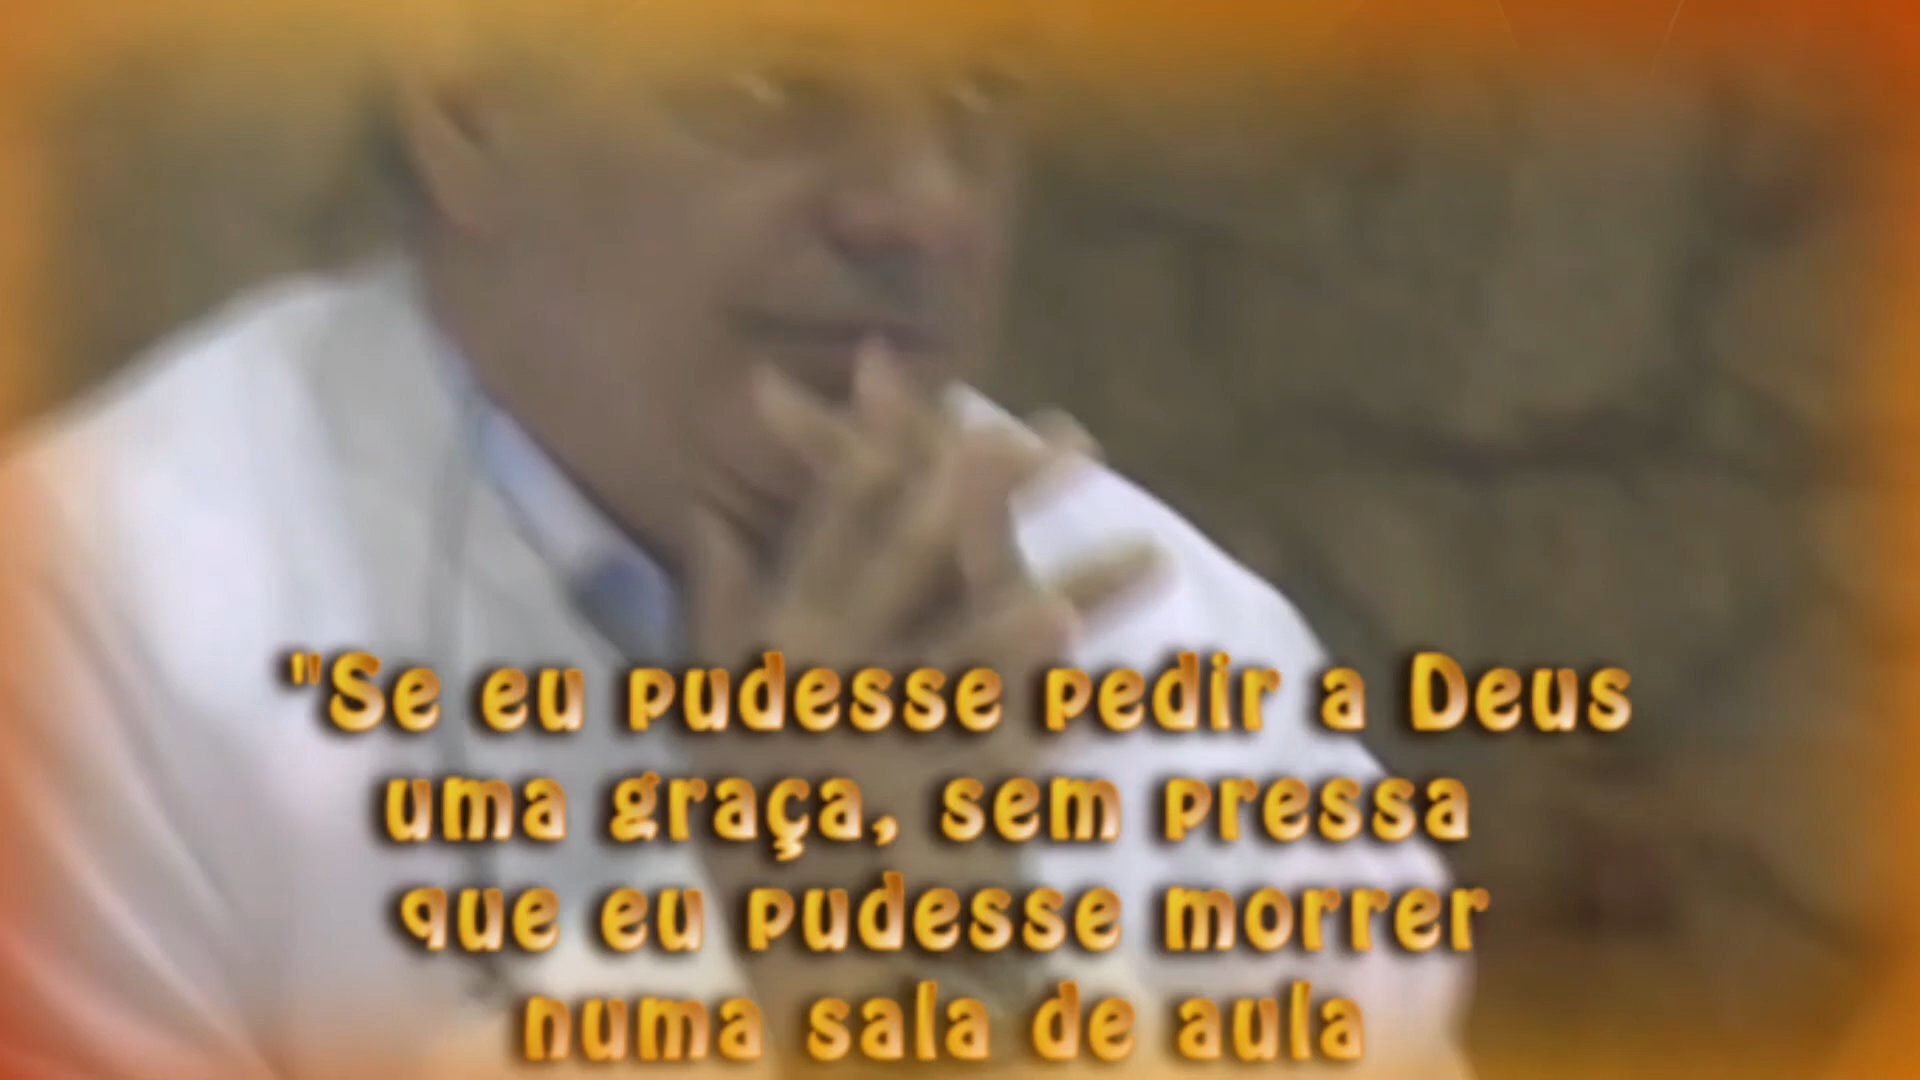 "Se eu pudesse pedir a Deus
uma graça, sem pressa
que eu pudesse morrer
numa sala de aula